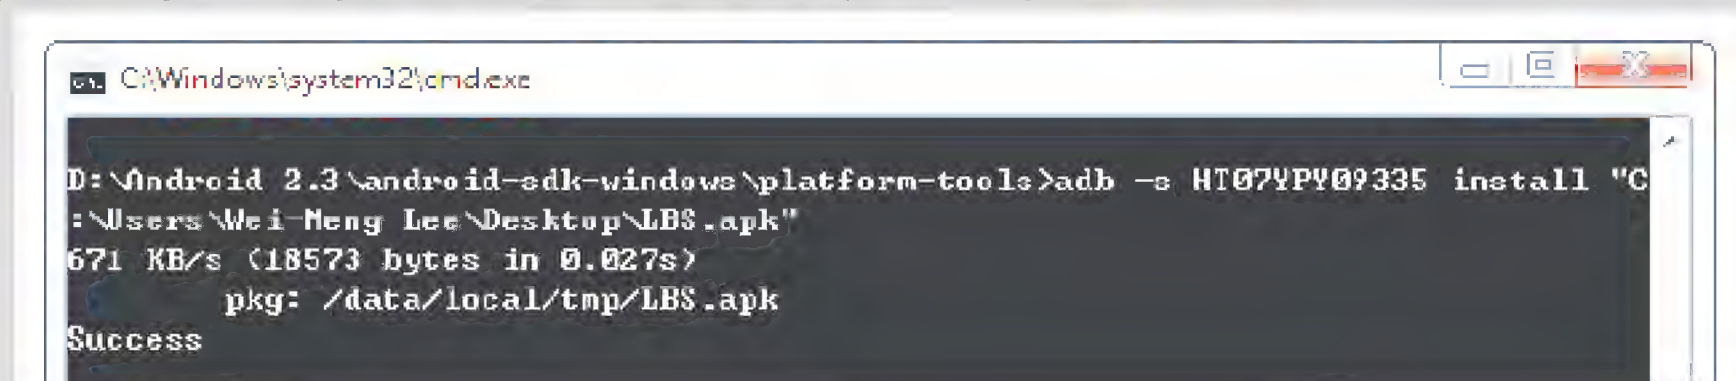 C:\Windows\system32\cmd.exe
D:\Android 2.3\android-sdk-windows\platform-tools>adb -s HT07YPY09335 install "C
:\Users\Wei-Meng Lee\Desktop\LBS.apk"
671 KB/s (18573 bytes in 0.027s)
pkg: /data/local/tmp/LBS.apk
Success